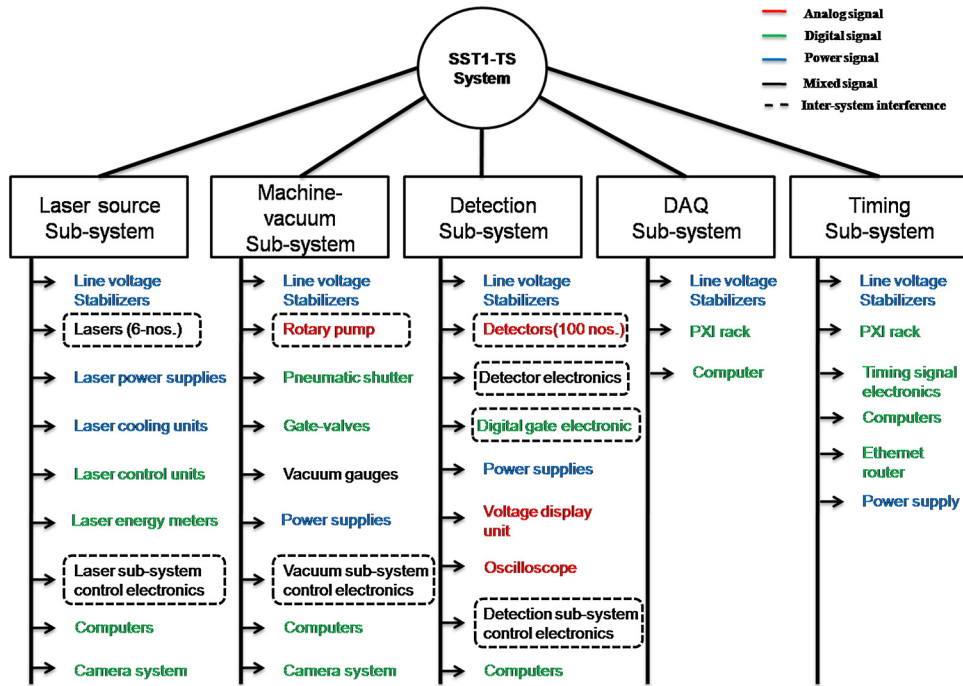 SST1-TS
System
Analog signal
Digital signal
Power signal
Mixed signal
Inter-system interference
Laser source
Sub-system
Line voltage
Stabilizers
Lasers (6-nos.)
Laser power supplies
Laser cooling units
Laser control units
Laser energy meters
Laser sub-system
control electronics
Computers
Camera system
Machine-
vacuum
Sub-system
Line voltage
Stabilizers
Rotary pump
Pneumatic shutter
Gate-valves
Vacuum gauges
Power supplies
Vacuum sub-system
control electronics
Computers
Camera system
Detection
Sub-system
Line voltage
Stabilizers
Detectors(100 nos.)
Detector electronics
Digital gate electronic
Power supplies
Voltage display
unit
Oscilloscope
Detection sub-system
control electronics
Computers
DAQ
Sub-system
Line voltage
Stabilizers
PXI rack
Computer
Timing
Sub-system
Line voltage
Stabilizers
PXI rack
Timing signal
electronics
Computers
Ethernet
router
Power supply